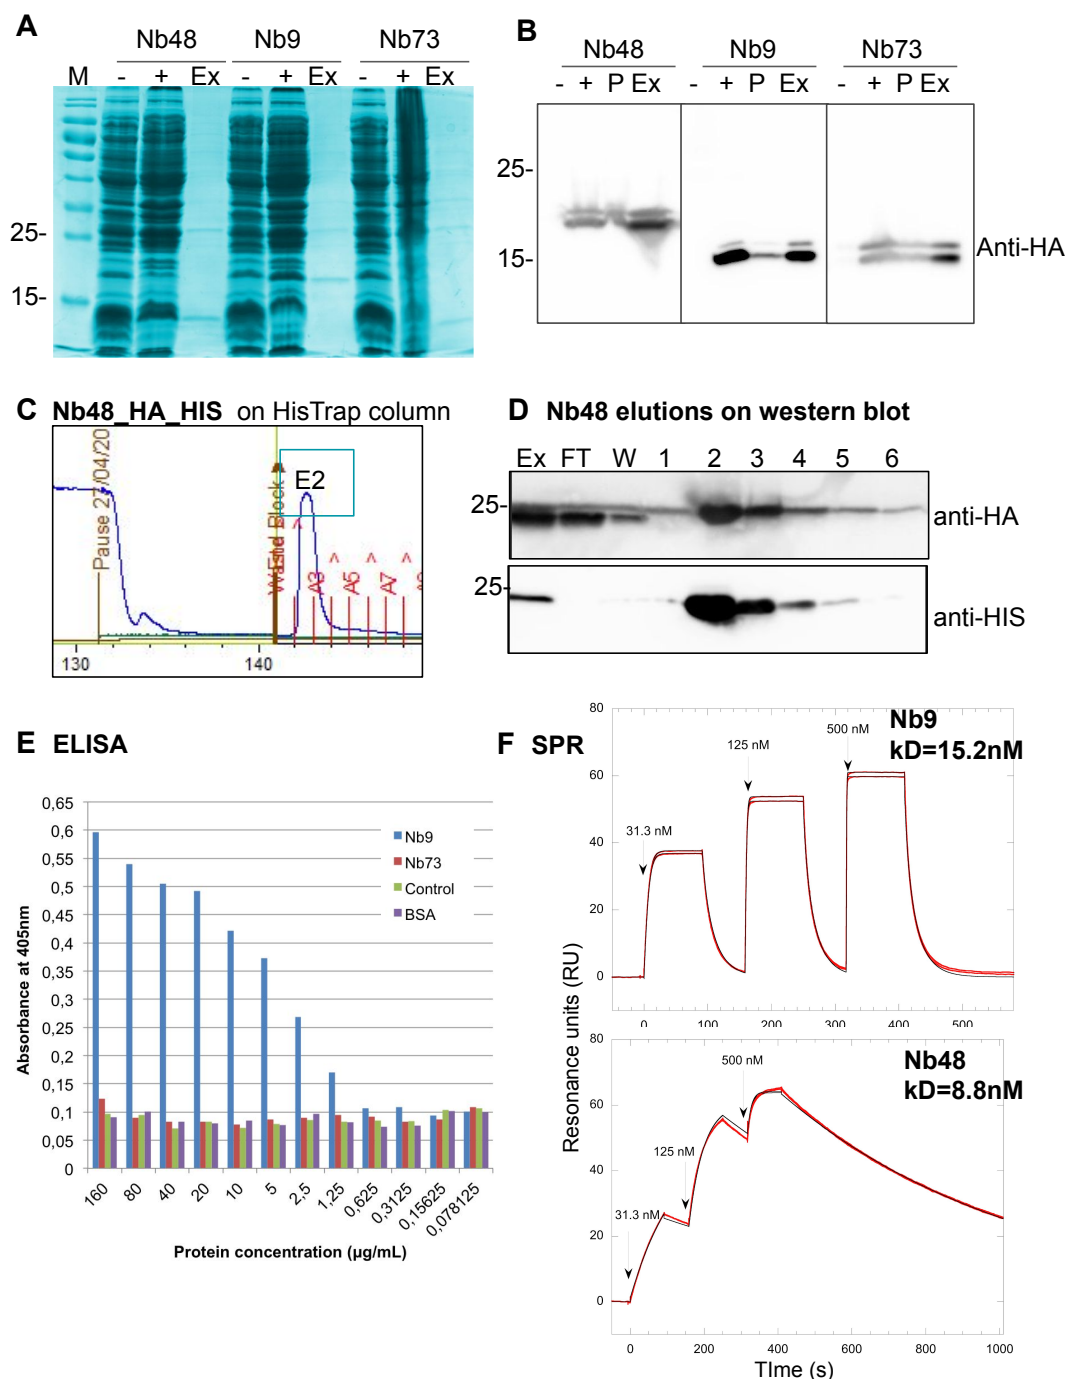 A
Nb48 Nb9 Nb73
M - + Ex - + Ex - + Ex
25-
15-
B
Nb48 Nb9 Nb73
- + P Ex - + P Ex - + P Ex
25-
15-
Anti-HA
C Nb48_HA_HIS on HisTrap column
Pause 27/04/20
E2
A3 A5 A7
130 140
D Nb48 elutions on western blot
Ex FT W 1 2 3 4 5 6
25-
anti-HA
25-
anti-HIS
E ELISA
0,65
0,6
0,55
0,5
0,45
0,4
0,35
0,3
0,25
0,2
0,15
0,1
0,05
0
Absorbance at 405nm
Nb9
Nb73
Control
BSA
160 80 40 20 10 5 2,5 1,25 0,625 0,3125 0,15625 0,078125
Protein concentration (µg/mL)
F SPR
Nb9
kD=15.2nM
31.3 nM
125 nM
500 nM
80
60
40
20
0
0 100 200 300 400 500
Resonance units (RU)
Nb48
kD=8.8nM
31.3 nM
125 nM
500 nM
80
60
40
20
0
0 200 400 600 800 1000
TIme (s)